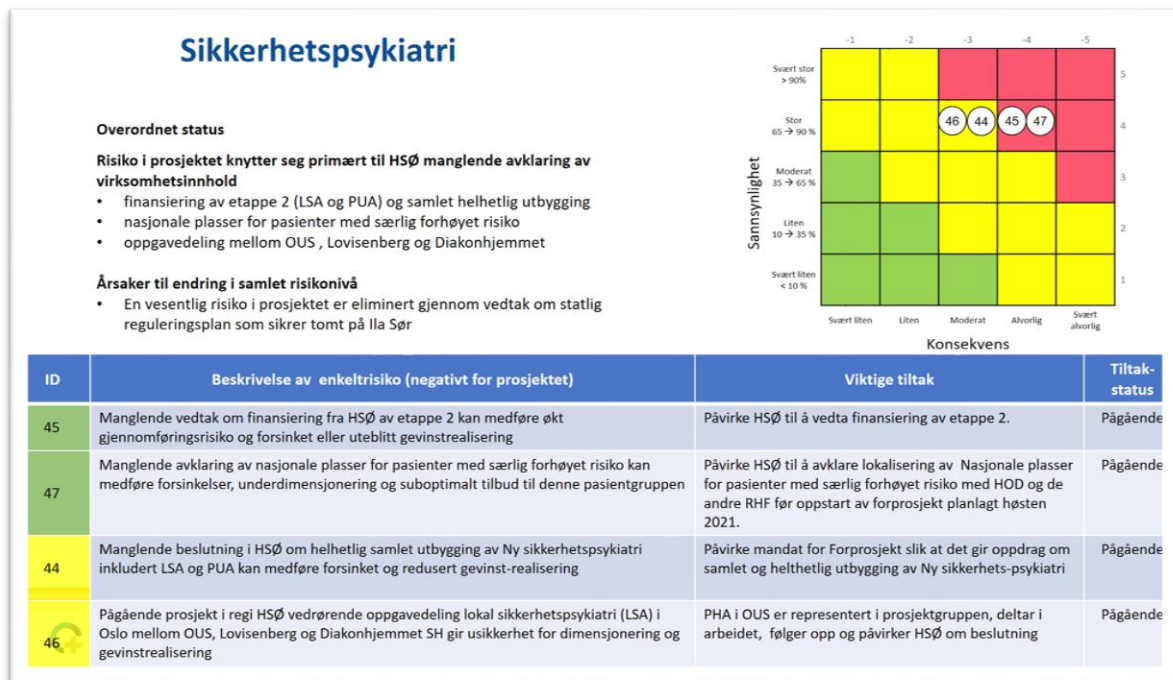 Sikkerhetspsykiatri
Overordnet status
Risiko i prosjektet knytter seg primært til HSØ manglende avklaring av
virksomhetsinnhold
• finansiering av etappe 2 (LSA og PUA) og samlet helhetlig utbygging
• nasjonale plasser for pasienter med særlig forhøyet risiko
• oppgavedeling mellom OUS , Lovisenberg og Diakonhjemmet
Årsaker til endring i samlet risikonivå
• En vesentlig risiko i prosjektet er eliminert gjennom vedtak om statlig
reguleringsplan som sikrer tomt på Ila Sør
-1 -2 -3 -4 -5
Svært stor
> 90%
5
Stor
65 → 90 %
46 44 45 47
4
Sannsynlighet
Moderat
35 → 65 %
3
Liten
10 → 35 %
2
Svært liten
< 10 %
1
Svært liten Liten Moderat Alvorlig Svært
alvorlig
Konsekvens
ID Beskrivelse av enkeltrisiko (negativt for prosjektet) Viktige tiltak Tiltak-
status
45
Manglende vedtak om finansiering fra HSØ av etappe 2 kan medføre økt
gjennomføringsrisiko og forsinket eller uteblitt gevinstrealisering
Påvirke HSØ til å vedta finansiering av etappe 2.
Pågående
47
Manglende avklaring av nasjonale plasser for pasienter med særlig forhøyet risiko kan
medføre forsinkelser, underdimensjonering og suboptimalt tilbud til denne pasientgruppen
Påvirke HSØ til å avklare lokalisering av Nasjonale plasser
for pasienter med særlig forhøyet risiko med HOD og de
andre RHF før oppstart av forprosjekt planlagt høsten
2021.
Pågående
44
Manglende beslutning i HSØ om helhetlig samlet utbygging av Ny sikkerhetspsykiatri
inkludert LSA og PUA kan medføre forsinket og redusert gevinst-realisering
Påvirke mandat for Forprosjekt slik at det gir oppdrag om
samlet og helthetlig utbygging av Ny sikkerhets-psykiatri
Pågående
46
Pågående prosjekt i regi HSØ vedrørende oppgavedeling lokal sikkerhetspsykiatri (LSA) i
Oslo mellom OUS, Lovisenberg og Diakonhjemmet SH gir usikkerhet for dimensjonering og
gevinstrealisering
PHA i OUS er representert i prosjektgruppen, deltar i
arbeidet, følger opp og påvirker HSØ om beslutning
Pågående